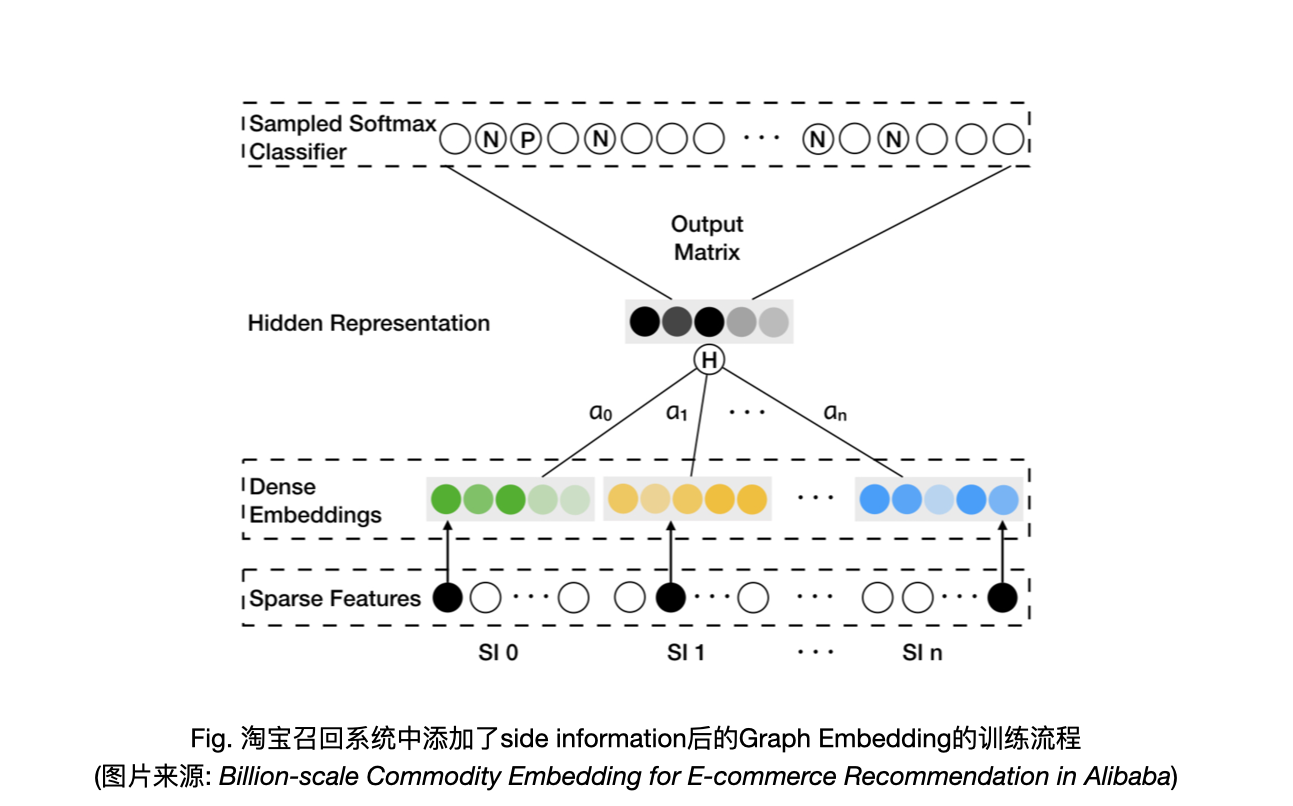 Sampled Softmax
Classifier
N P N ··· N N
Output
Matrix
Hidden Representation
H
a0 a1 ··· an
Dense
Embeddings
···
Sparse Features ··· ··· ··· ···
SI 0 SI 1 ··· SI n
Fig. 淘宝召回系统中添加了side information后的Graph Embedding的训练流程
(图片来源: Billion-scale Commodity Embedding for E-commerce Recommendation in Alibaba)